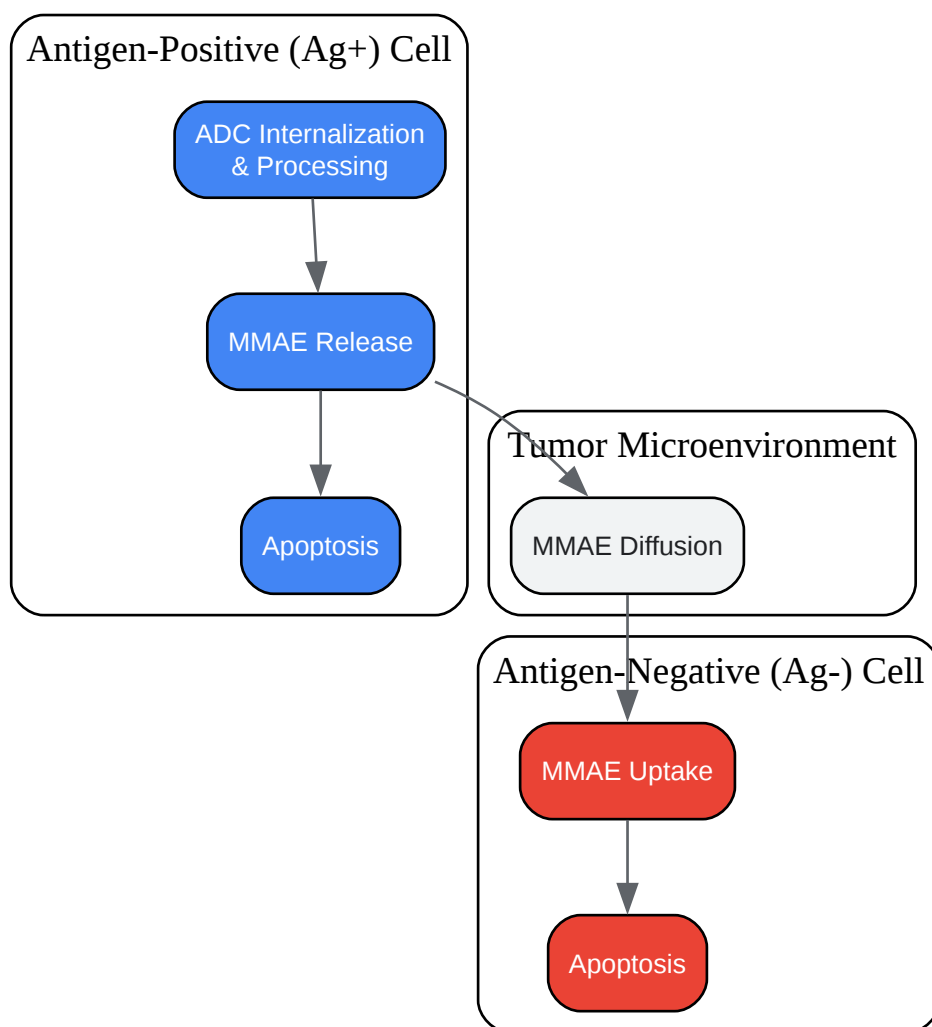 Antigen-Positive (Ag+) Cell
ADC Internalization
& Processing
MMAE Release
Apoptosis
Tumor Microenvironment
MMAE Diffusion
Antigen-Negative (Ag-) Cell
MMAE Uptake
Apoptosis